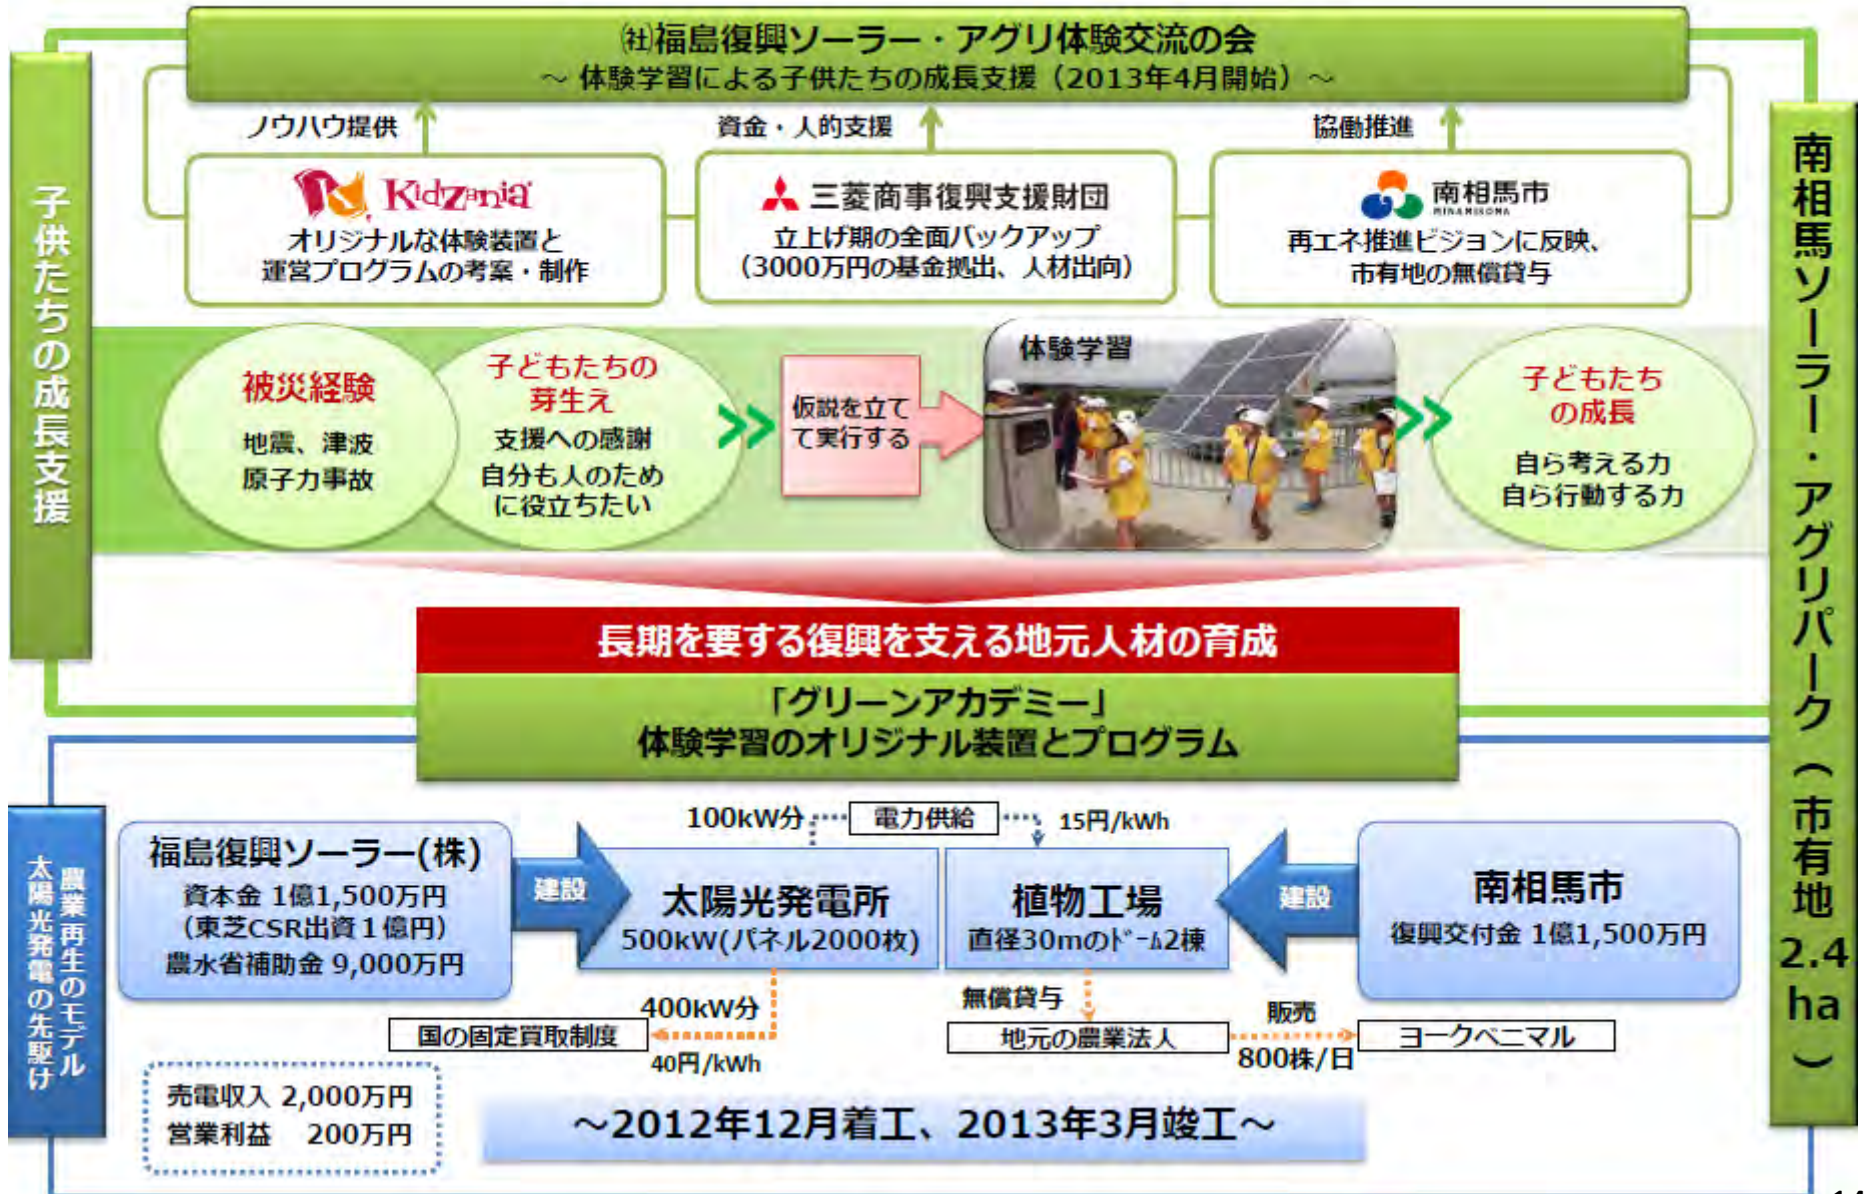 ㈳福島復興ソーラー・アグリ体験交流の会
～ 体験学習による子供たちの成長支援（2013年4月開始）～
ノウハウ提供
資金・人的支援
協働推進
KidZania
オリジナルな体験装置と
運営プログラムの考案・制作
三菱商事復興支援財団
立上げ期の全面バックアップ
（3000万円の基金拠出、人材出向）
南相馬市
MINAMISOMA
再エネ推進ビジョンに反映、
市有地の無償貸与
子供たちの成長支援
被災経験
地震、津波
原子力事故
子どもたちの
芽生え
支援への感謝
自分も人のため
に役立ちたい
仮説を立て
て実行する
体験学習
子どもたち
の成長
自ら考える力
自ら行動する力
南相馬ソーラー・アグリパーク（市有地2.4ha）
長期を要する復興を支える地元人材の育成
「グリーンアカデミー」
体験学習のオリジナル装置とプログラム
農業再生のモデル
太陽光発電の先駆け
福島復興ソーラー(株)
資本金 1億1,500万円
（東芝CSR出資１億円）
農水省補助金 9,000万円
建設
100kW分
電力供給
15円/kWh
太陽光発電所
500kW(パネル2000枚)
植物工場
直径30mのﾄﾞｰﾑ2棟
建設
南相馬市
復興交付金 1億1,500万円
400kW分
国の固定買取制度
40円/kWh
無償貸与
地元の農業法人
販売
800株/日
ヨークベニマル
売電収入 2,000万円
営業利益　200万円
～2012年12月着工、2013年3月竣工～